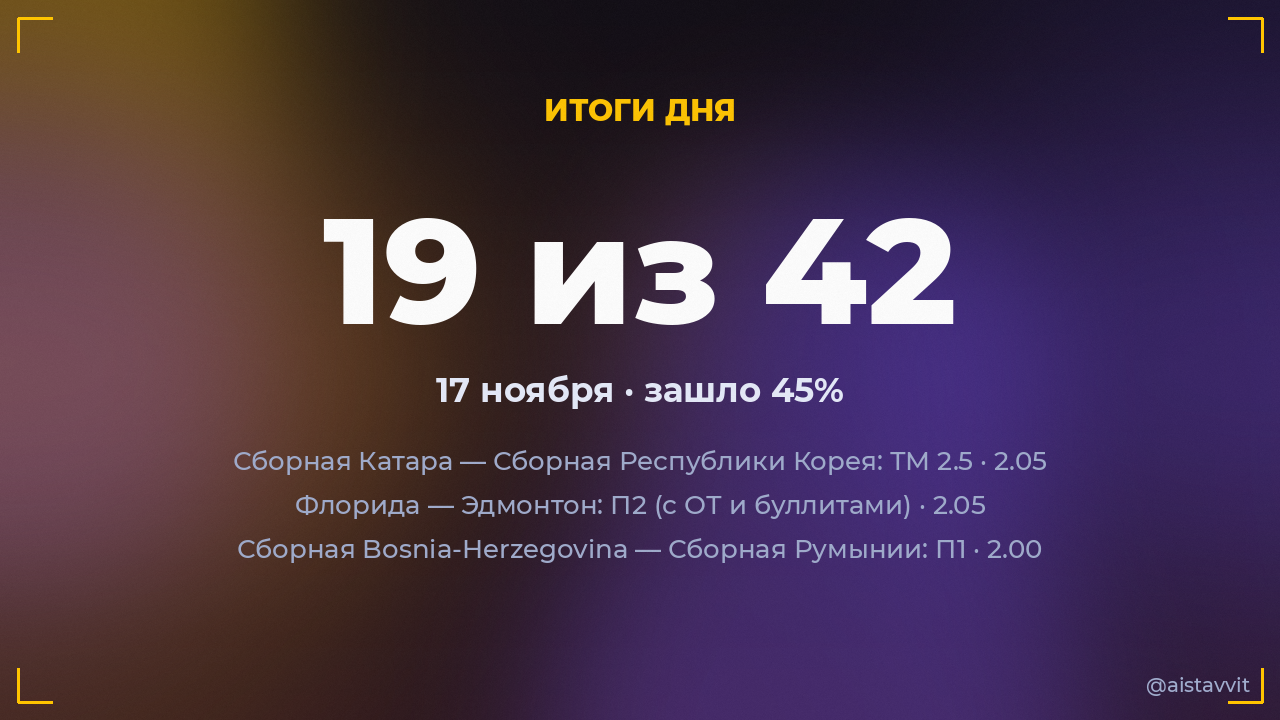 ИТОГИ ДНЯ
19 из 42
17 ноября · зашло 45%
Сборная Катара — Сборная Республики Корея: ТМ 2.5 · 2.05
Флорида — Эдмонтон: П2 (с ОТ и буллитами) · 2.05
Сборная Bosnia-Herzegovina — Сборная Румынии: П1 · 2.00
@aistavvit